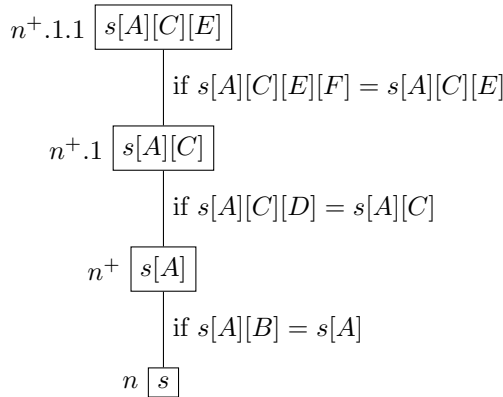 n⁺.1.1 s[A][C][E]
if s[A][C][E][F] = s[A][C][E]
n⁺.1 s[A][C]
if s[A][C][D] = s[A][C]
n⁺ s[A]
if s[A][B] = s[A]
n s